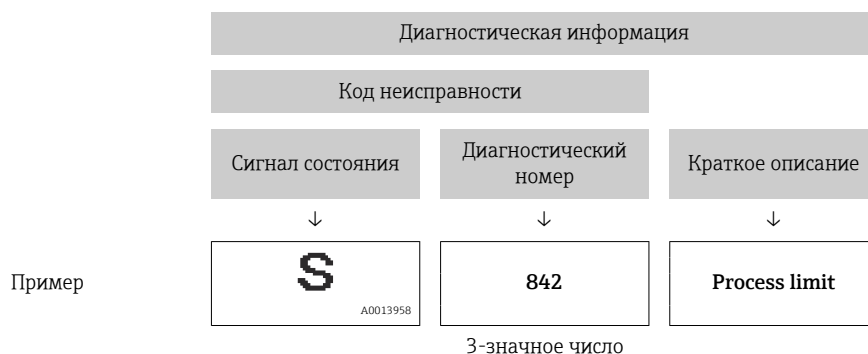 Диагностическая информация
Код неисправности
Сигнал состояния
Диагностический
номер
Краткое описание
↓ ↓ ↓
Пример
S
A0013958
842
Process limit
3-значное число